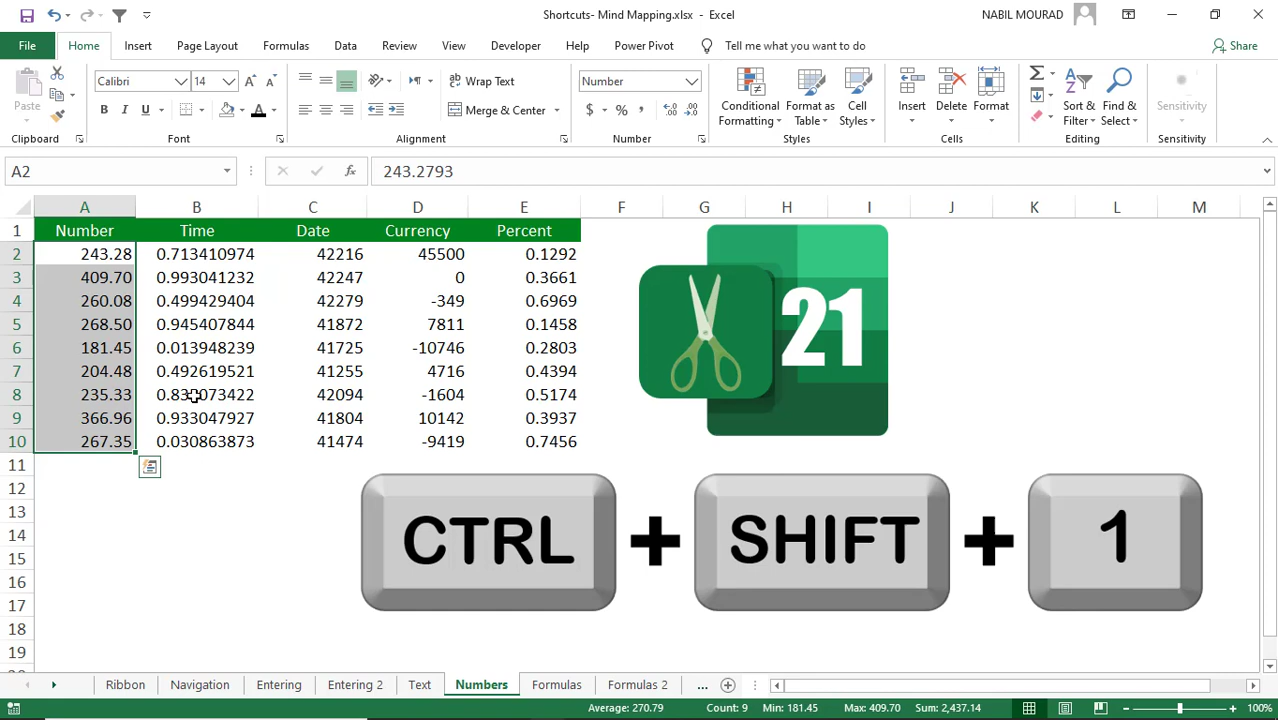 Shortcuts- Mind Mapping.xlsx - Excel
NABIL MOURAD
File Home Insert Page Layout Formulas Data Review View Developer Help Power Pivot Tell me what you want to do Share
Calibri 14 Wrap Text Number
Paste B I U Merge & Center $ % , Conditional Formatting Format Table Cell Styles Insert Delete Format Sort & Filter Find & Select Sensitivity
Clipboard Font Alignment Number Styles Cells Editing Sensitivity
A2 fx 243.2793
A B C D E F G H I J K L M
1 Number Time Date Currency Percent
2 243.28 0.713410974 42216 45500 0.1292
3 409.70 0.993041232 42247 0 0.3661
4 260.08 0.499429404 42279 -349 0.6969
5 268.50 0.945407844 41872 7811 0.1458
6 181.45 0.013948239 41725 -10746 0.2803
7 204.48 0.492619521 41255 4716 0.4394
8 235.33 42094 -1604 0.5174
9 366.96 0.933047927 41804 10142 0.3937
10 267.35 0.030863873 41474 -9419 0.7456
21
11
12
13
14
15
16
17
18
19
CTRL + SHIFT + 1
Ribbon Navigation Entering Entering 2 Text Numbers Formulas Formulas 2 ...
Average: 270.79 Count: 9 Min: 181.45 Max: 409.70 Sum: 2,437.14 100%